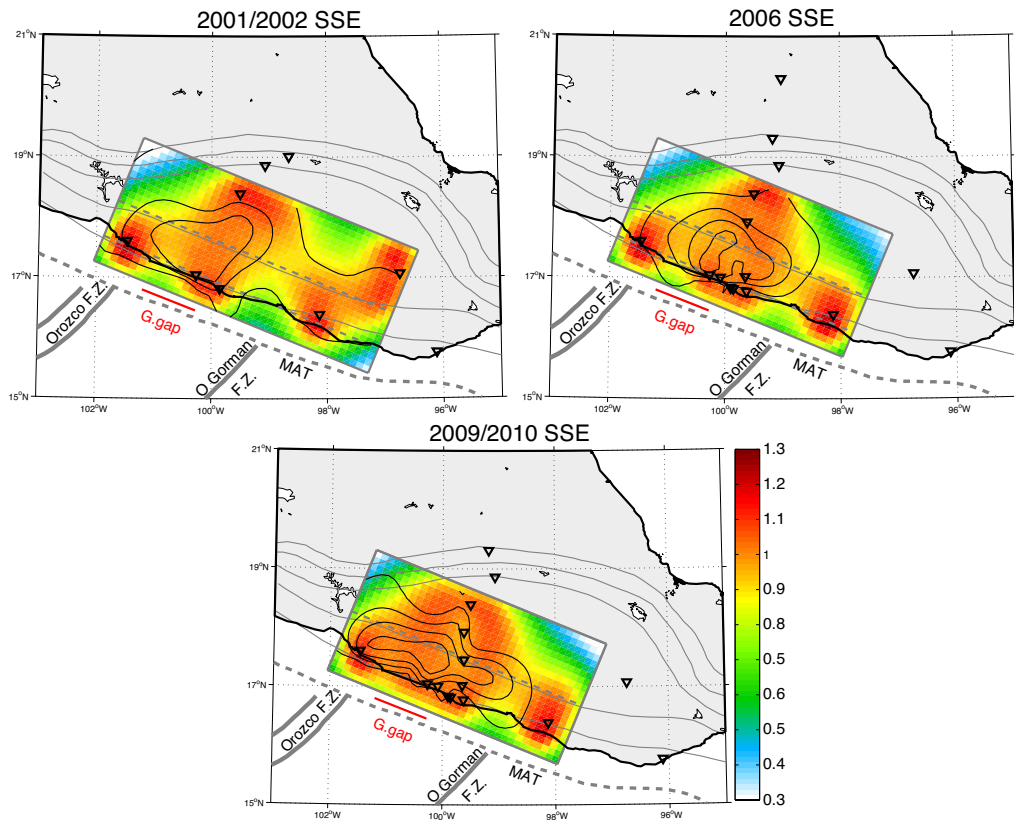 2001/2002 SSE
21°N
19°N
17°N
15°N
102°W
100°W
98°W
96°W
Orozco F.Z.
G.gap
O Gorman
F.Z.
MAT
2006 SSE
21°N
19°N
17°N
15°N
102°W
100°W
98°W
96°W
Orozco F.Z.
G.gap
O Gorman
F.Z.
MAT
2009/2010 SSE
21°N
19°N
17°N
15°N
102°W
100°W
98°W
96°W
Orozco F.Z.
G.gap
O Gorman
F.Z.
MAT
1.3
1.2
1.1
1
0.9
0.8
0.7
0.6
0.5
0.4
0.3